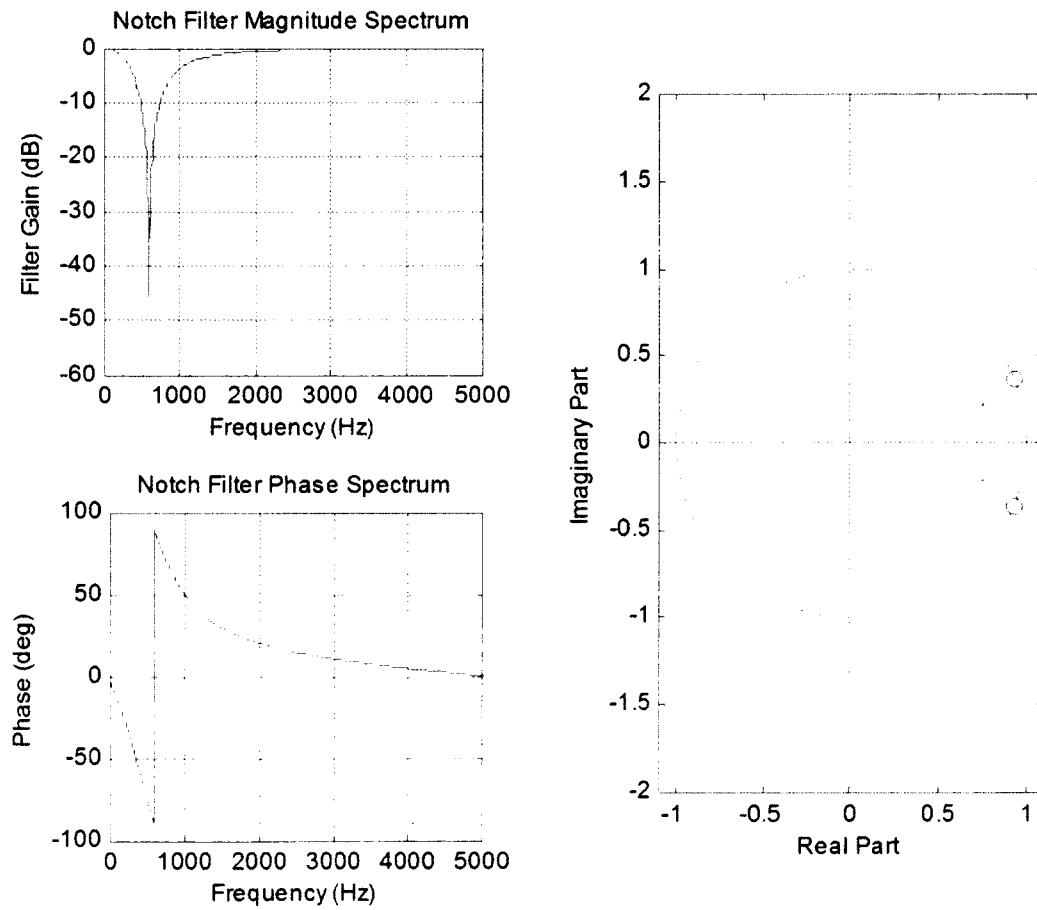 Notch Filter Magnitude Spectrum
0
-10
-20
-30
-40
-50
-60
Filter Gain (dB)
0 1000 2000 3000 4000 5000
Frequency (Hz)
Notch Filter Phase Spectrum
100
50
0
-50
-100
Phase (deg)
0 1000 2000 3000 4000 5000
Frequency (Hz)
2
1.5
1
0.5
0
-0.5
-1
-1.5
-2
Imaginary Part
-1 -0.5 0 0.5 1
Real Part